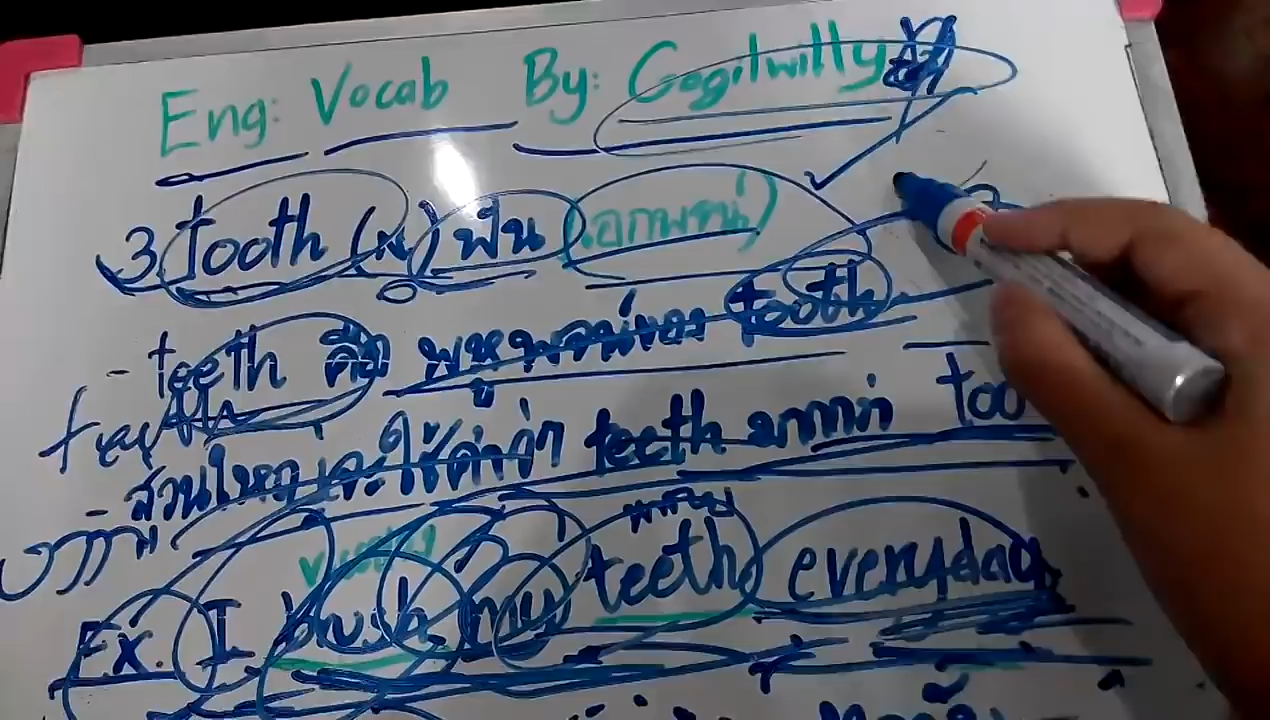 Eng: Vocab By: Gogilwilly
3 tooth (N) ฟัน (เอกพจน์)
- teeth คือ พหูพจน์ของ tooth
- ส่วนใหญ่จะใช้คำว่า teeth มากกว่า too
Ex. I brush my teeth everyday